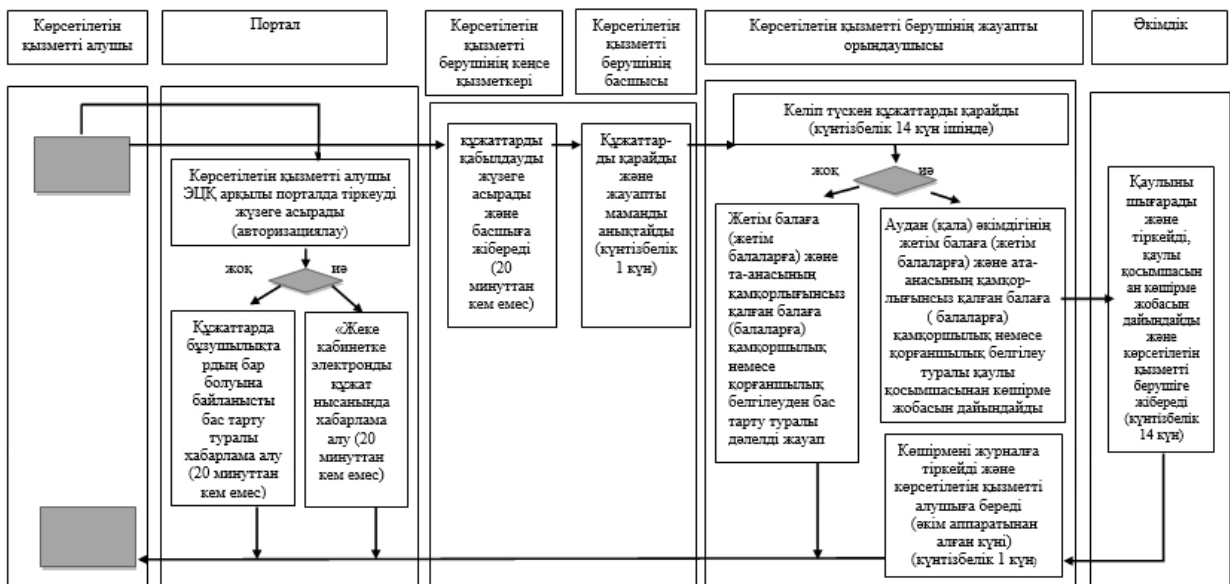 Көрсетілетін
қызметті алушы
Портал
Көрсетілетін
қызметті
берушінің кеңсе
қызметкері
Көрсетілетін
қызметті
берушінің
басшысы
Көрсетілетін қызметті берушінің жауапты
орындаушысы
Әкімдік
Көрсетілетін қызметті алушы
ЭЦҚ арқылы порталда тіркеуді
жүзеге асырады
(авторизациялау)
жоқ
иә
Құжаттарда
бұзушылықта
рдың бар
болуына
байланысты
бас тарту
туралы
хабарлама алу
(20 минуттан
кем емес)
«Жеке
кабинетке
электронды
құжат
нысанында
хабарлама
алу (20
минуттан
кем емес)
құжаттарды
қабылдауды
жүзеге
асырады
және
басшыға
жібереді
(20
минуттан
кем емес)
Құжаттар-
ды қарайды
және
жауапты
маманды
анықтайды
(күнтізбелік
1 күн)
Келіп түскен құжаттарды қарайды
(күнтізбелік 14 күн ішінде)
жоқ
иә
Жетім балаға
(жетім
балаларға) және
та-анасының
қамқорлығынсыз
қалған балаға
(балаларға)
қамқоршылық
немесе
қорғаншылық
белгілеуден бас
тарту туралы
дәлелді жауап
Аудан (қала) әкімдігінің
жетім балаға (жетім
балаларға) және ата-
анасының қамқор-
лығынсыз қалған балаға
( балаларға)
қамқоршылық немесе
қорғаншылық белгілеу
туралы қаулы
қосымшасынан көшірме
жобасын дайындайды
Көшірмені журналға
тіркейді және
көрсетілетін қызметті
алушыға береді
(әкім аппаратынан
алған күні)
(күнтізбелік 1 күн)
Қаулыны
шығарады
және
тіркейді,
қаулы
қосымшасын
ан көшірме
жобасын
дайындайды
және
көрсетілетін
қызметті
берушіге
жібереді
(күнтізбелік
14 күн)